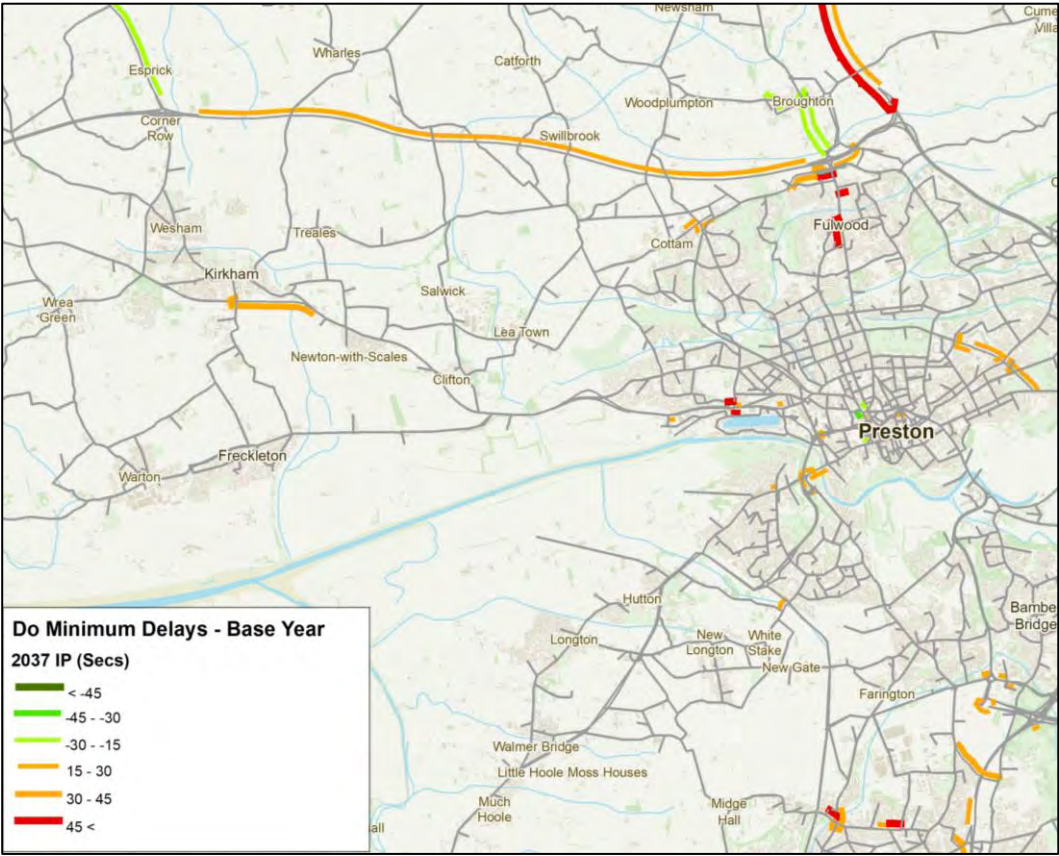 Newsham
Cume
Villa
Wharles
Catforth
Esprick
Woodplumpton
Broughton
Corner
Row
Swillbrook
Wesham
Treales
Cottam
Fulwood
Kirkham
Wrea
Green
Salwick
Lea Town
Newton-with-Scales
Clifton
Preston
Freckleton
Warton
Hutton
Bambe
Bridge
Longton
New
Longton
White
Stake
New Gate
Farington
Walmer Bridge
Little Hoole Moss Houses
Much
Hoole
Midge
Hall
all
Do Minimum Delays - Base Year
2037 IP (Secs)
< -45
-45 - -30
-30 - -15
15 - 30
30 - 45
45 <